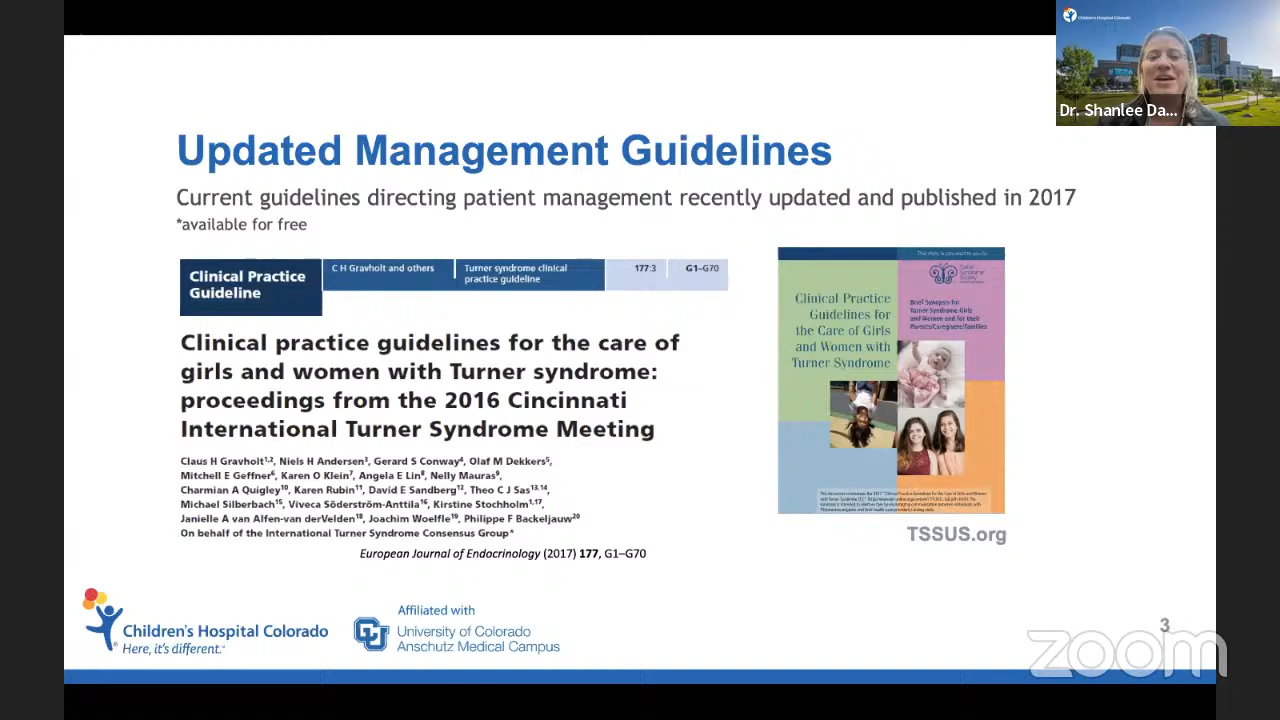 Children's Hospital Colorado
Dr. Shanlee Da...
Updated Management Guidelines
Current guidelines directing patient management recently updated and published in 2017
*available for free
Clinical Practice
Guideline
C H Gravholt and others
Turner syndrome clinical
practice guideline
177:3
G1–G70
Clinical practice guidelines for the care of
girls and women with Turner syndrome:
proceedings from the 2016 Cincinnati
International Turner Syndrome Meeting
Claus H Gravholt1,2, Niels H Andersen3, Gerard S Conway4, Olaf M Dekkers5,
Mitchell E Geffner6, Karen O Klein7, Angela E Lin8, Nelly Mauras9,
Charmian A Quigley10, Karen Rubin11, David E Sandberg12, Theo C J Sas13,14,
Michael Silberbach15, Viveca Söderström-Anttila16, Kirstine Stochholm1,17,
Janielle A van Alfen-van derVelden18, Joachim Woelfle19, Philippe F Backeljauw20
On behalf of the International Turner Syndrome Consensus Group*
European Journal of Endocrinology (2017) 177, G1–G70
Turner
Syndrome
Society
Clinical Practice
Guidelines for
the Care of Girls
and Women with
Turner Syndrome
Brief Synopsis for
Turner Syndrome Girls
and Women and for their
Parents/Caregivers/Families
TSSUS.org
Children's Hospital Colorado
Here, it's different.™
Affiliated with
University of Colorado
Anschutz Medical Campus
3
zoom